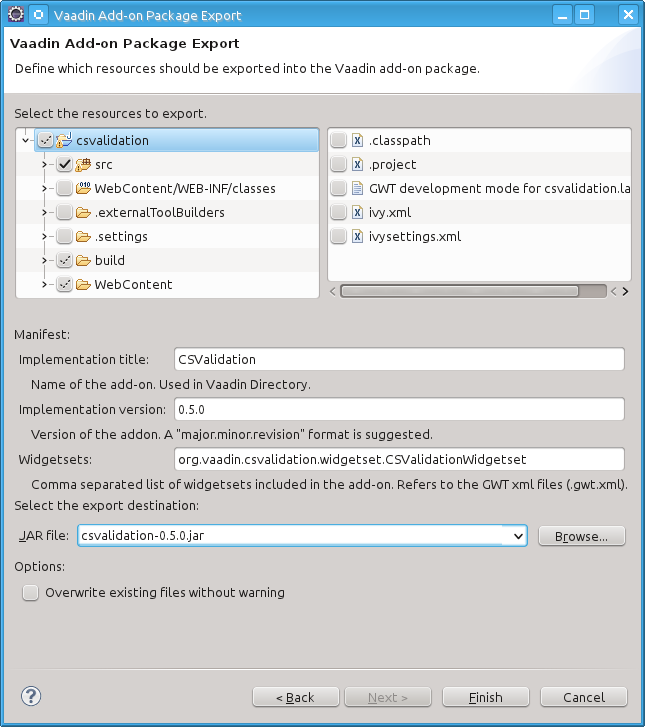 Vaadin Add-on Package Export
Vaadin Add-on Package Export
Define which resources should be exported into the Vaadin add-on package.
Select the resources to export.
csvalidation
src
WebContent/WEB-INF/classes
.externalToolBuilders
.settings
build
WebContent
.classpath
.project
GWT development mode for csvalidation.la
ivy.xml
ivysettings.xml
Manifest:
Implementation title: CSValidation
Name of the add-on. Used in Vaadin Directory.
Implementation version: 0.5.0
Version of the addon. A "major.minor.revision" format is suggested.
Widgetsets: org.vaadin.csvalidation.widgetset.CSValidationWidgetset
Comma separated list of widgetsets included in the add-on. Refers to the GWT xml files (.gwt.xml).
Select the export destination:
JAR file: csvalidation-0.5.0.jar Browse...
Options:
Overwrite existing files without warning
? < Back Next > Finish Cancel